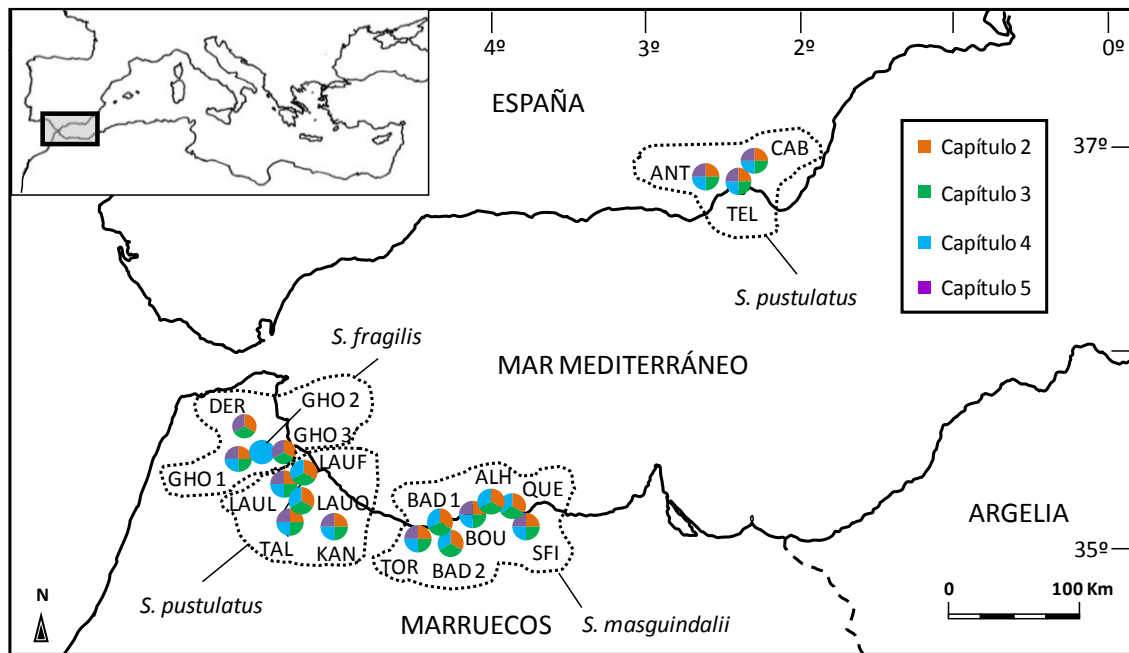 4º 3º 2º 0º
ESPAÑA
37º
CAB
ANT
TEL
Capítulo 2
Capítulo 3
Capítulo 4
Capítulo 5
S. pustulatus
S. fragilis
MAR MEDITERRÁNEO
DER
GHO 2
GHO 3
GHO 1
LAUF
LAUL
LAUO
TAL
KAN
ALH
BAD 1
QUE
BOU
SFI
TOR
BAD 2
ARGELIA
35º
S. pustulatus
S. masguindalii
MARRUECOS
N
0 100 Km